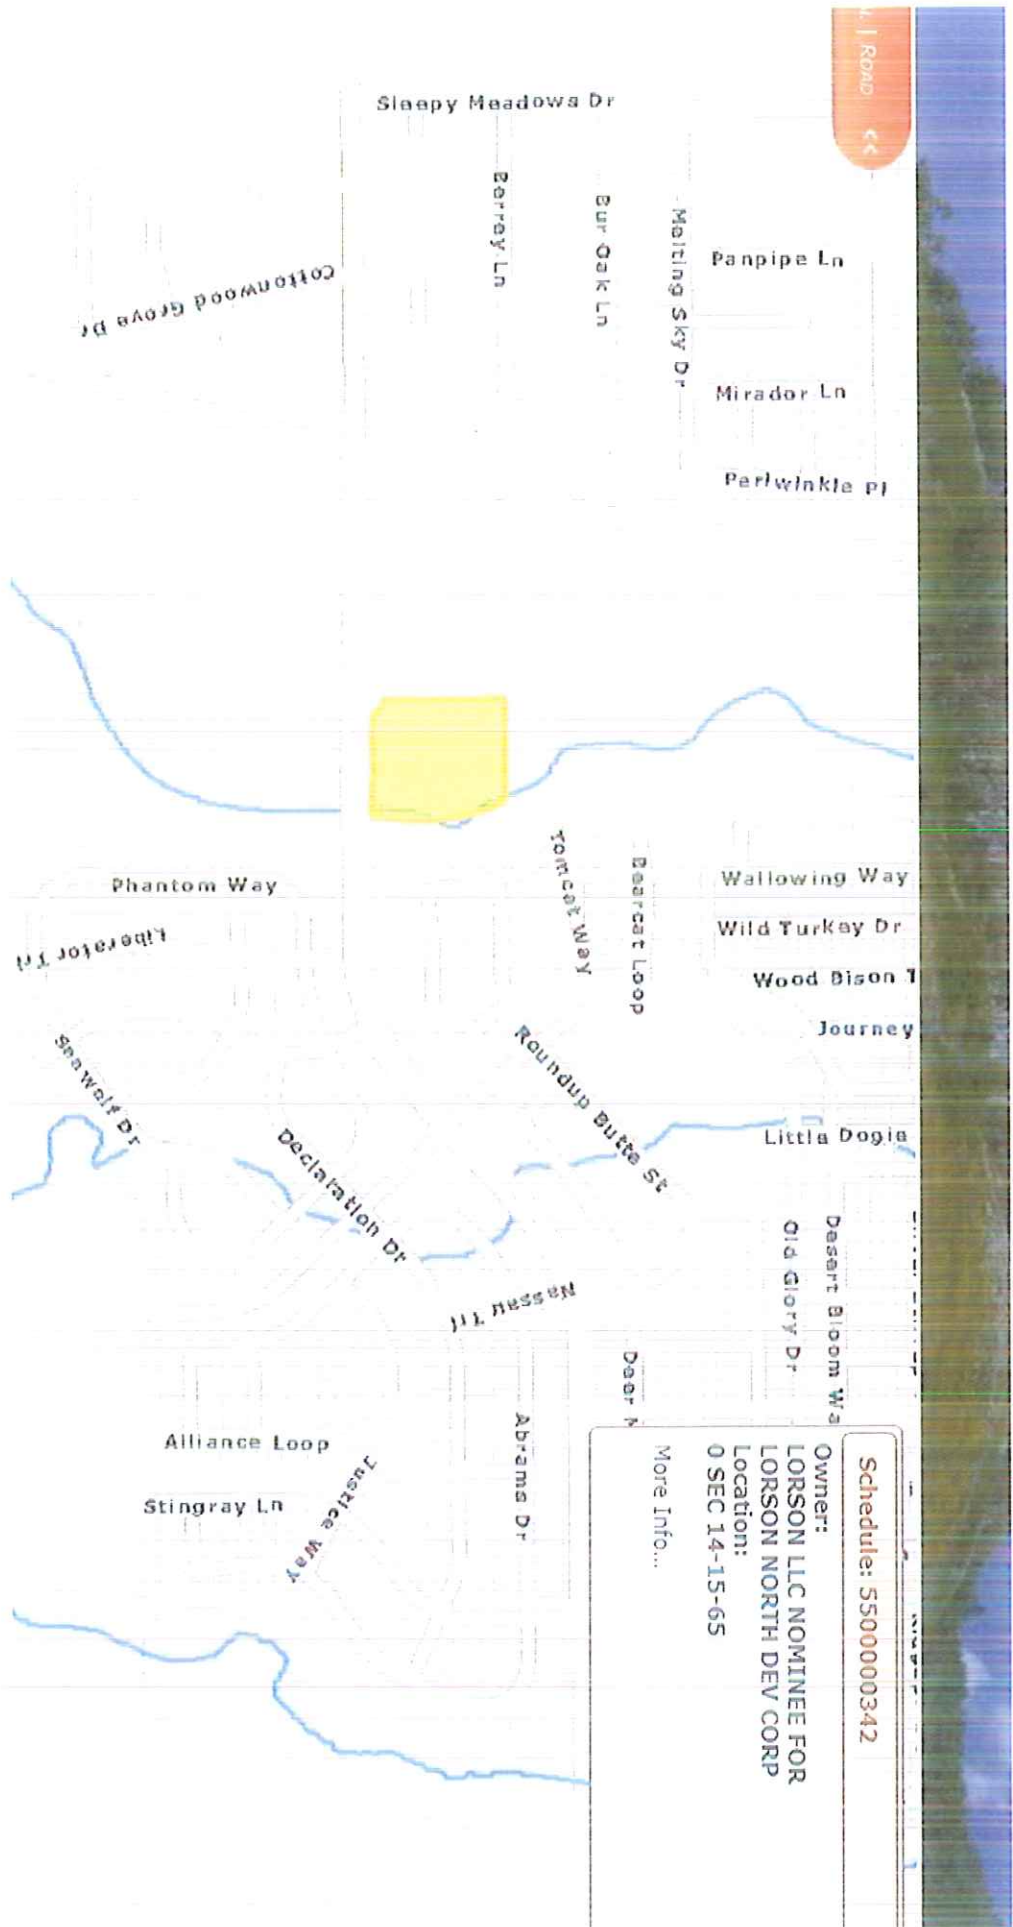 | ROAD <<
Schedule: 5500000342
Owner:
LORSON LLC NOMINEE FOR
LORSON NORTH DEV CORP
Location:
0 SEC 14-15-65
More Info...
Sleepy Meadows Dr
Berrey Ln
Bur Oak Ln
Melting Sky Dr
Panpipe Ln
Mirador Ln
Periwinkle Pl
Cottonwood Grove Dr
Phantom Way
Liberator Trl
Tomcat Way
Bearcat Loop
Wallowing Way
Wild Turkey Dr
Wood Bison T
Journey
Seawolf Dr
Declaration Dr
Roundup Butte St
Little Dogie
Nassau Trl
Old Glory Dr
Desert Bloom Wa
Deer
Abrams Dr
Alliance Loop
Justice Way
Stingray Ln